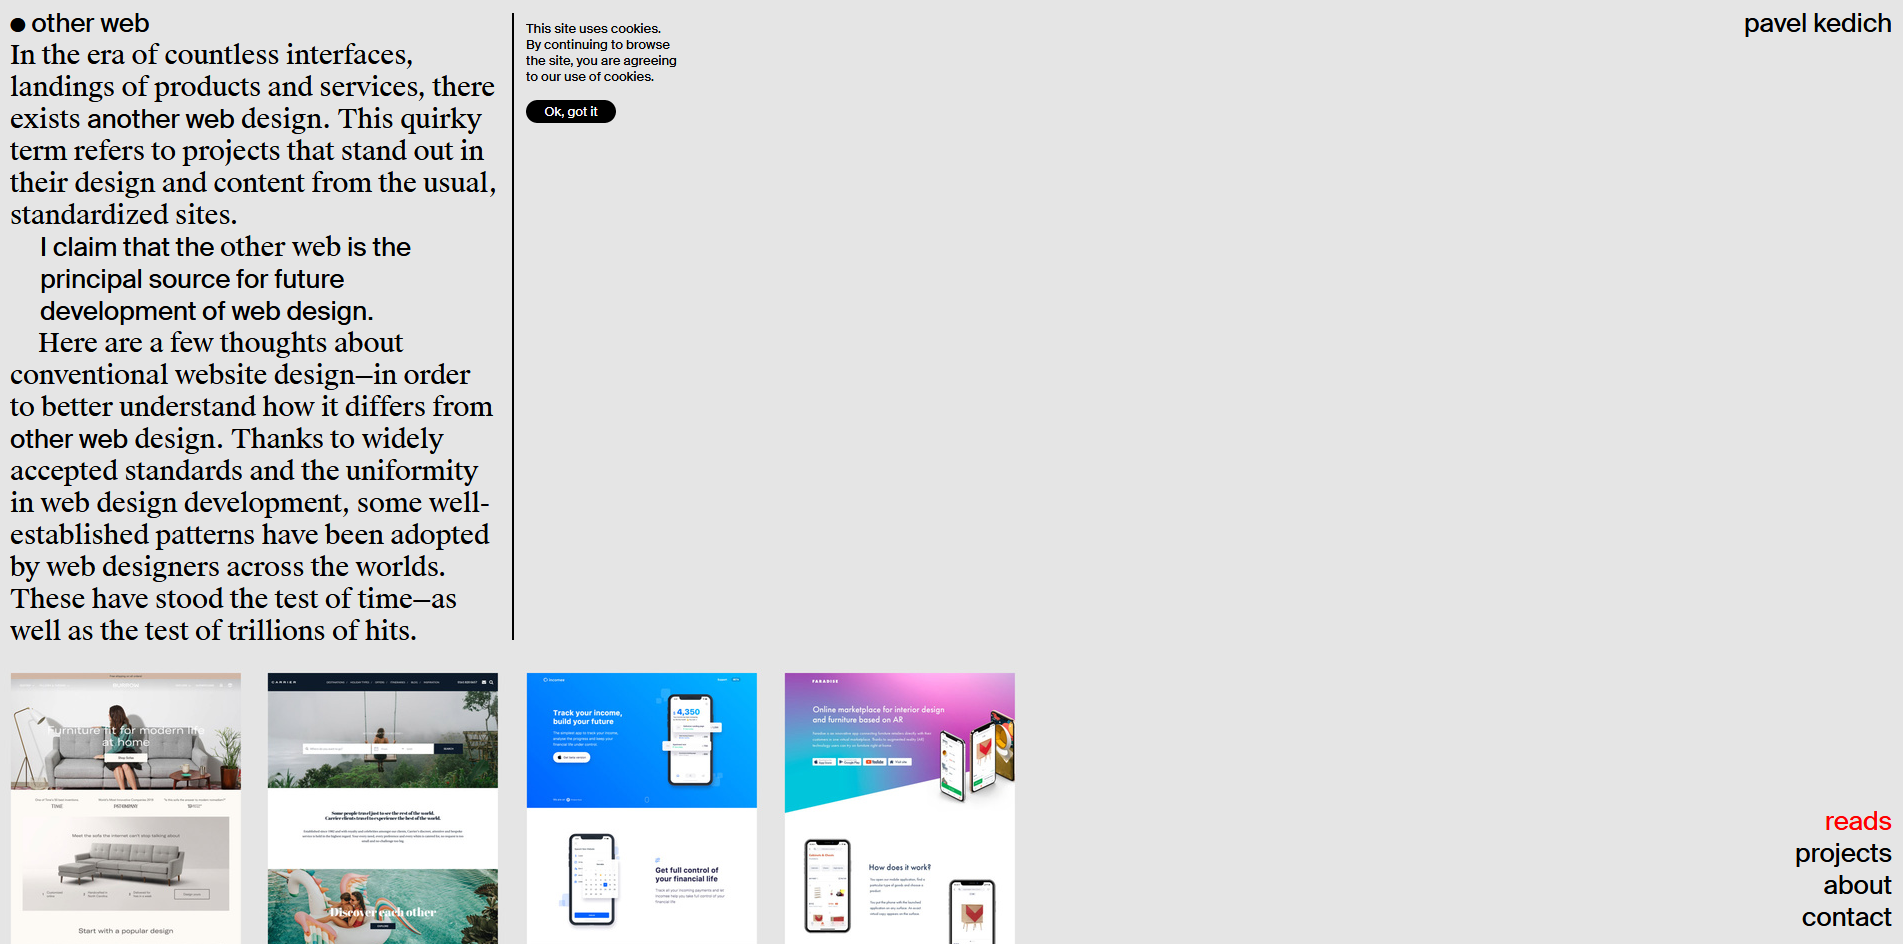 ● other web
In the era of countless interfaces,
landings of products and services, there
exists another web design. This quirky
term refers to projects that stand out in
their design and content from the usual,
standardized sites.
I claim that the other web is the
principal source for future
development of web design.
Here are a few thoughts about
conventional website design—in order
to better understand how it differs from
other web design. Thanks to widely
accepted standards and the uniformity
in web design development, some well-
established patterns have been adopted
by web designers across the worlds.
These have stood the test of time—as
well as the test of trillions of hits.
This site uses cookies.
By continuing to browse
the site, you are agreeing
to our use of cookies.
Ok, got it
pavel kedich
Furniture fit for modern life
at home
TIME
Meet the sofa the internet can't stop talking about
Start with a popular design
CARRIER
SEARCH
Some people travel just to see the rest of the world.
Carrier clients travel to experience the best of the world.
Discover each other
EXPLORE
Track your income,
build your future
4,350
Get full control of
your financial life
PARADISE
Online marketplace for interior design
and furniture based on AR
How does it work?
reads
projects
about
contact